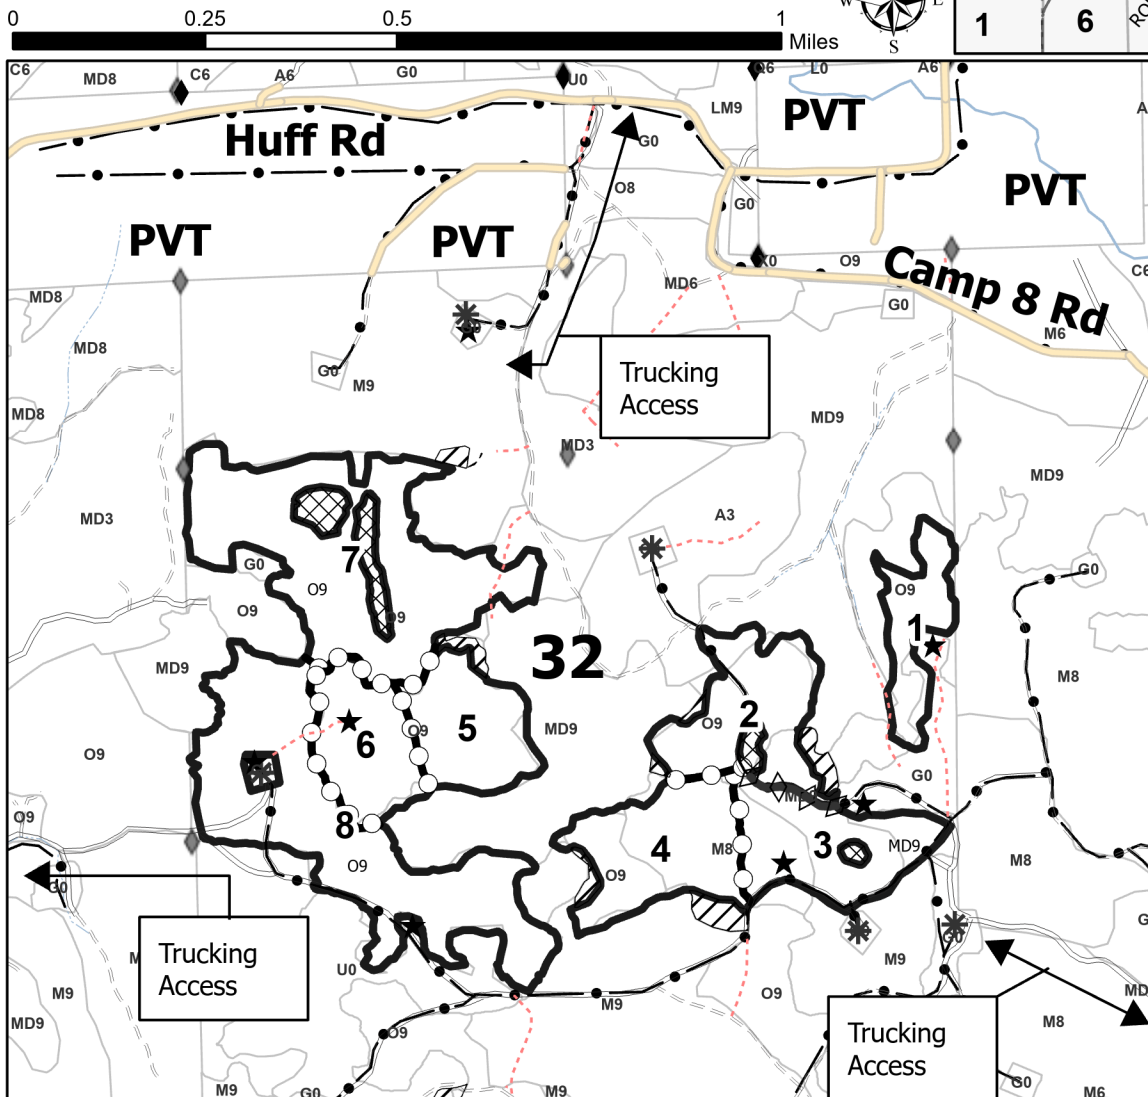 0 0.25 0.5 1
Miles
W E
S
1 6
C6 MD8 C6 A6 G0 U0 L0 A6
LM9 PVT
Huff Rd
G0
O8
PVT
G0
PVT PVT
O9
Camp 8 Rd
MD6
MD8
G0
M6
MD8
G0
M9
Trucking
Access
MD8
MD9
MD3
MD9
MD3
A3
7
G0
G0
O9
O9
O9
O9
1
32
MD9
M8
2
O9
5
MD9
O9
6
O9
G0
O9
8
4
M8
3
MD9
M8
O9
O9
G0
Trucking
Access
U0
M9
M9
O9
M9
MD9
O9
Trucking
Access
M8
M9
G0
M9
G0
M6